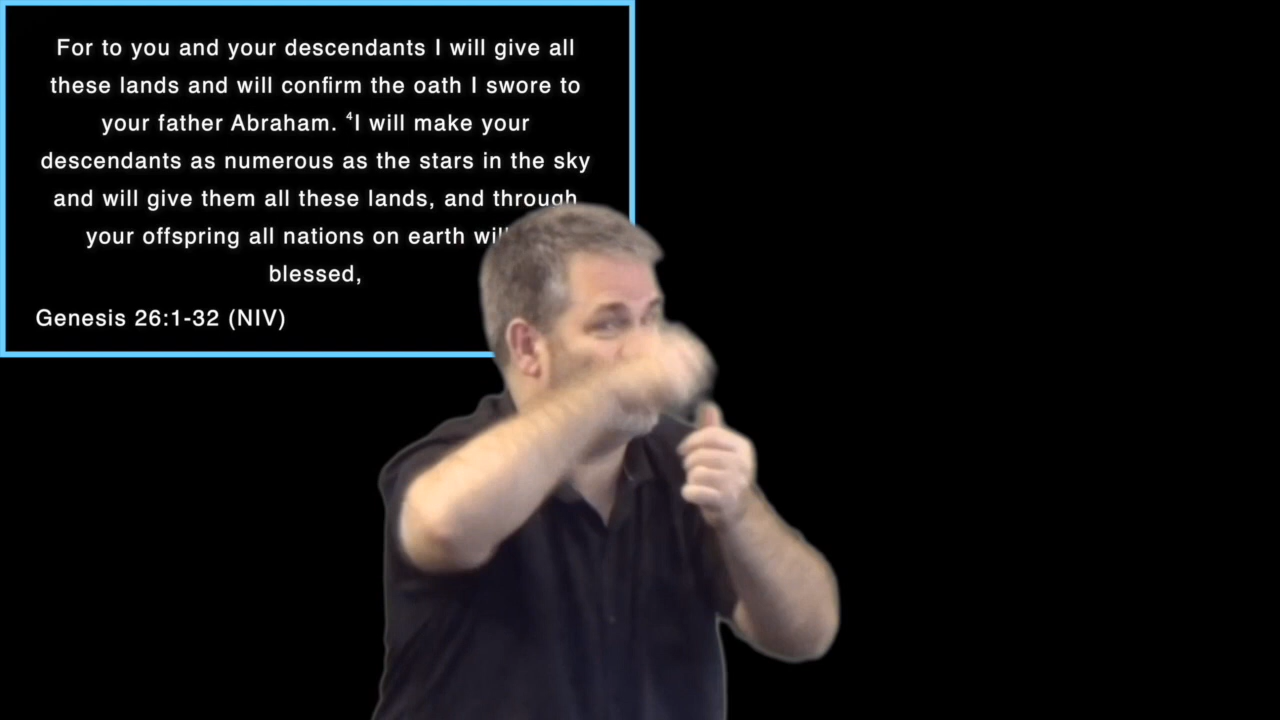 For to you and your descendants I will give all
these lands and will confirm the oath I swore to
your father Abraham. ⁴I will make your
descendants as numerous as the stars in the sky
and will give them all these lands, and through
your offspring all nations on earth will
blessed,
Genesis 26:1-32 (NIV)